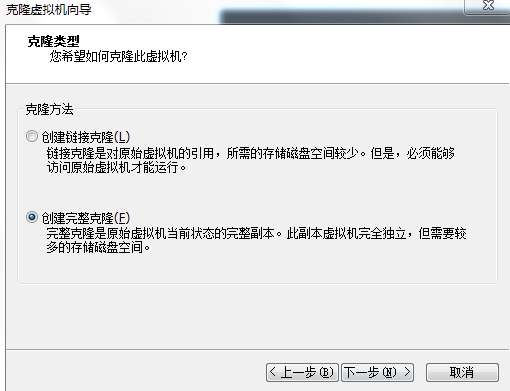 克隆虚拟机向导
克隆类型
您希望如何克隆此虚拟机?
克隆方法
创建链接克隆(L)
链接克隆是对原始虚拟机的引用，所需的存储磁盘空间较少。但是，必须能够
访问原始虚拟机才能运行。
创建完整克隆(F)
完整克隆是原始虚拟机当前状态的完整副本。此副本虚拟机完全独立，但需要较
多的存储磁盘空间。
< 上一步(B) 下一步(N) > 取消